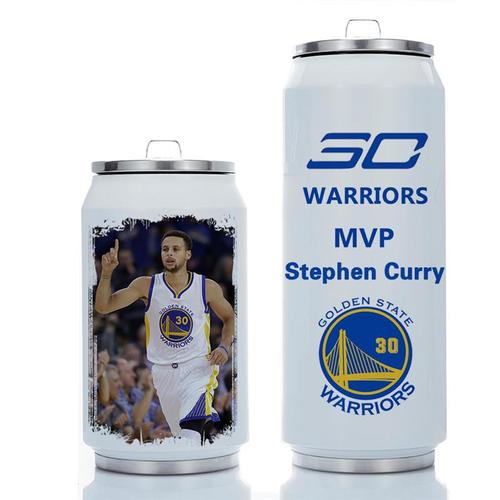 GOLDEN STATE
30
WARRIORS
30
WARRIORS
MVP
Stephen Curry
GOLDEN STATE
30
WARRIORS